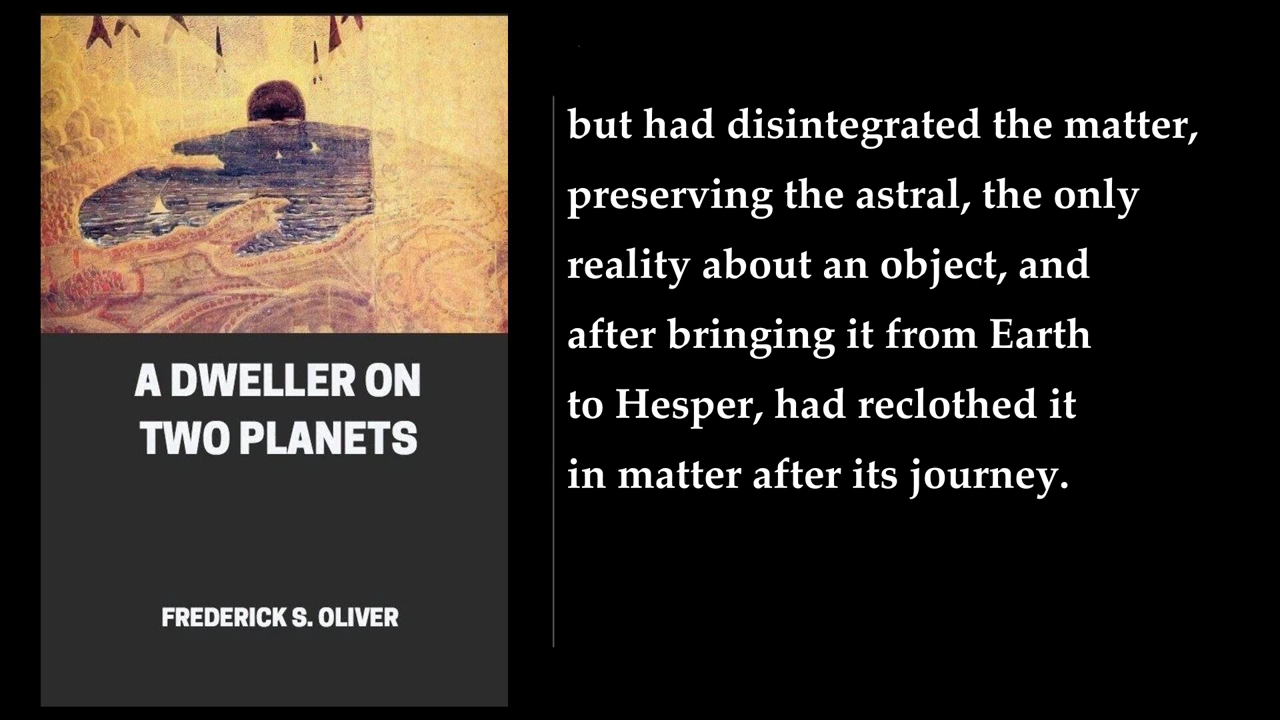 A DWELLER ON
TWO PLANETS
FREDERICK S. OLIVER
but had disintegrated the matter,
preserving the astral, the only
reality about an object, and
after bringing it from Earth
to Hesper, had reclothed it
in matter after its journey.